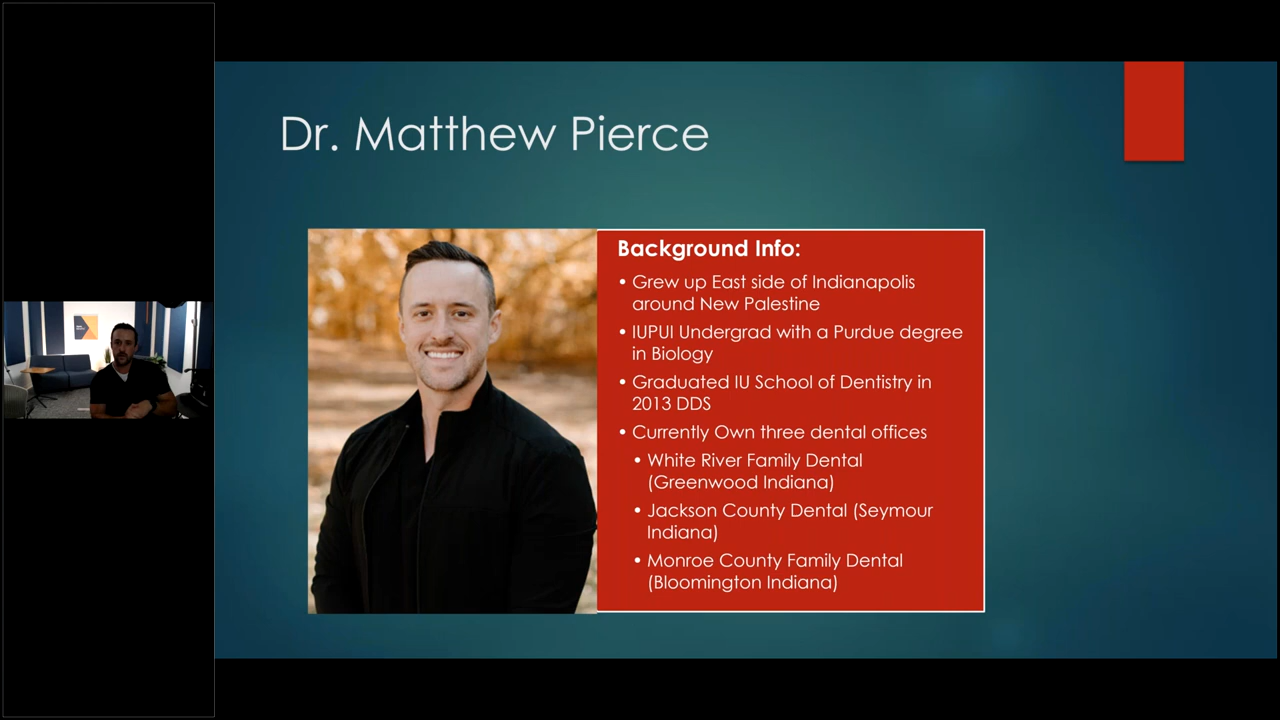 Dr. Matthew Pierce
Background Info:
• Grew up East side of Indianapolis
around New Palestine
• IUPUI Undergrad with a Purdue degree
in Biology
• Graduated IU School of Dentistry in
2013 DDS
• Currently Own three dental offices
• White River Family Dental
(Greenwood Indiana)
• Jackson County Dental (Seymour
Indiana)
• Monroe County Family Dental
(Bloomington Indiana)